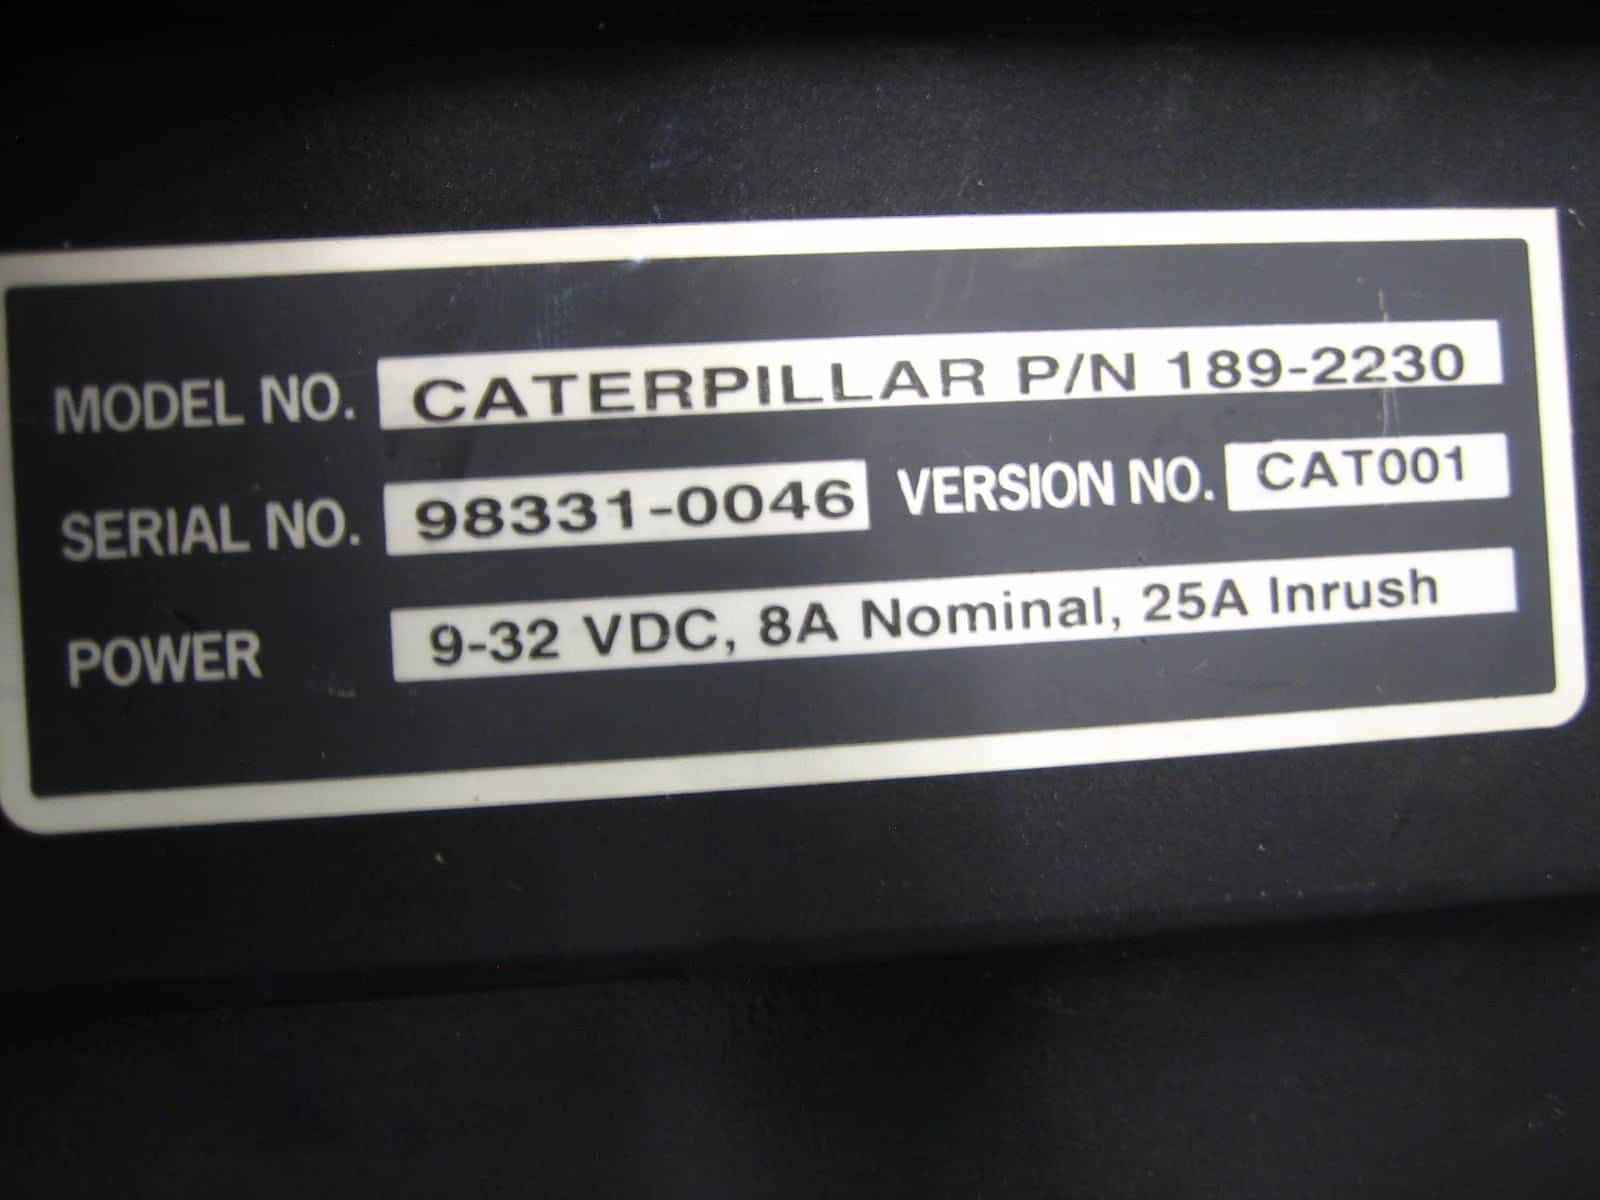 MODEL NO. CATERPILLAR P/N 189-2230
SERIAL NO. 98331-0046 VERSION NO. CAT001
POWER 9-32 VDC, 8A Nominal, 25A Inrush